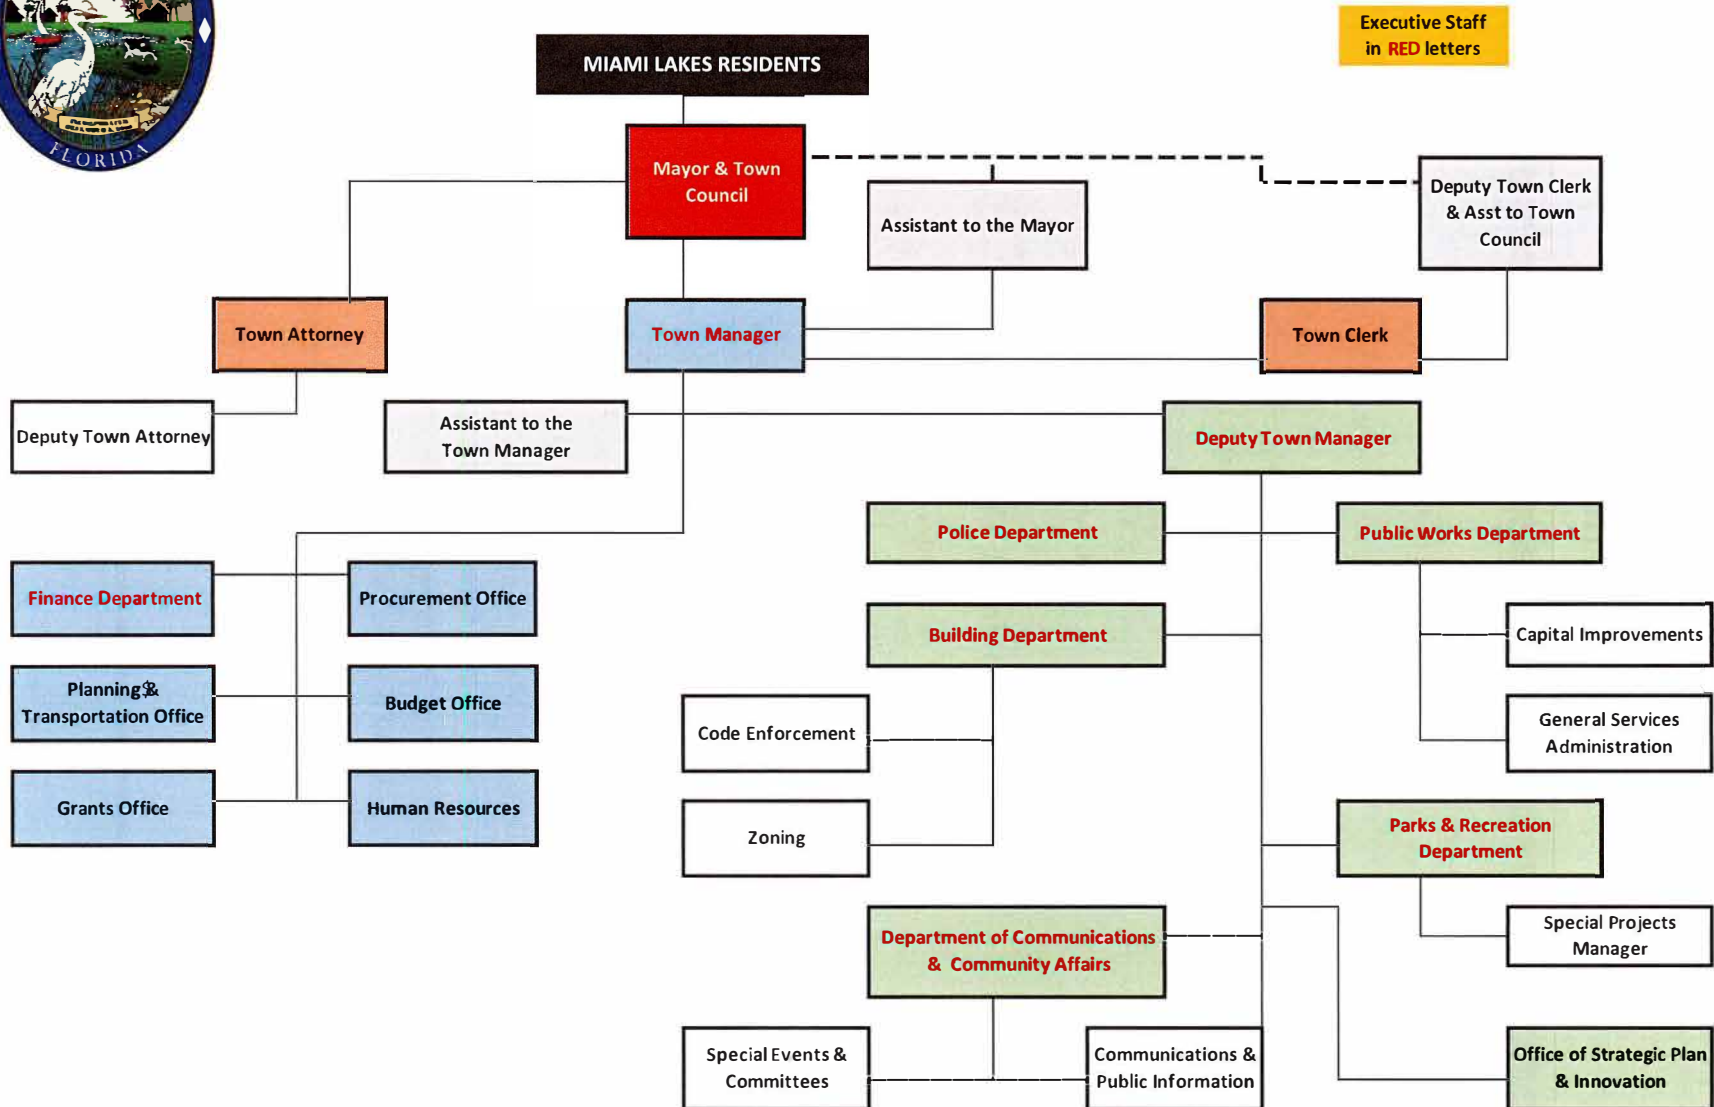 FLORIDA
Executive Staff
in RED letters
MIAMI LAKES RESIDENTS
Mayor & Town
Council
Assistant to the Mayor
Deputy Town Clerk
& Asst to Town
Council
Town Attorney
Town Manager
Town Clerk
Deputy Town Attorney
Assistant to the
Town Manager
Deputy Town Manager
Police Department
Public Works Department
Finance Department
Procurement Office
Building Department
Capital Improvements
Planning $&
Transportation Office
Budget Office
Code Enforcement
General Services
Administration
Grants Office
Human Resources
Zoning
Parks & Recreation
Department
Department of Communications
& Community Affairs
Special Projects
Manager
Special Events &
Committees
Communications &
Public Information
Office of Strategic Plan
& Innovation